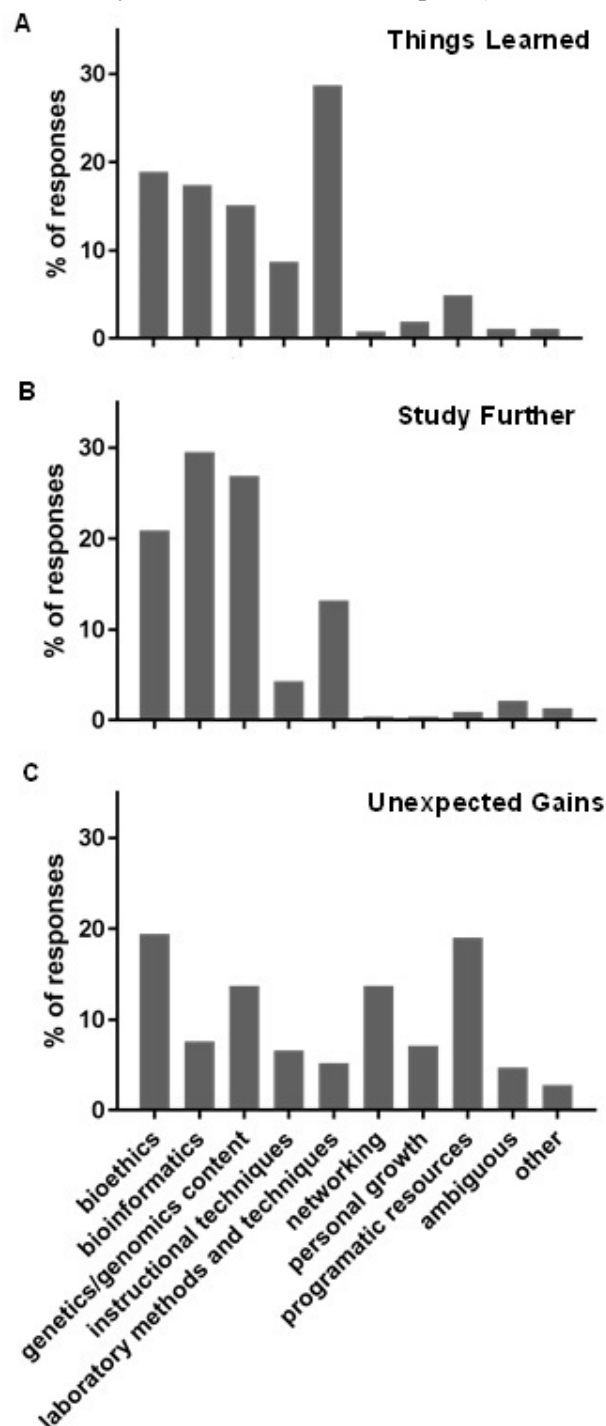 A
Things Learned
% of responses
30
20
10
0
B
Study Further
% of responses
30
20
10
0
C
Unexpected Gains
% of responses
30
20
10
0
bioethics
bioinformatics
genetics/genomics content
instructional techniques
laboratory methods and techniques
networking
personal growth
programatic resources
ambiguous
other